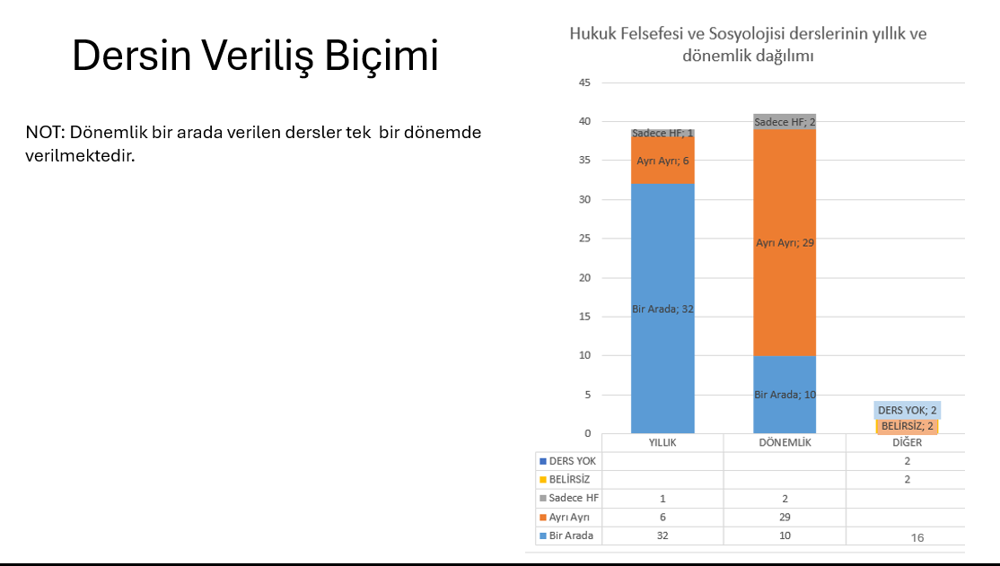 Dersin Veriliş Biçimi
NOT: Dönemlik bir arada verilen dersler tek bir dönemde
verilmektedir.
Hukuk Felsefesi ve Sosyolojisi derslerinin yıllık ve
dönemlik dağılımı
45
40
35
30
25
20
15
10
5
0
Sadece HF; 1
Ayrı Ayrı; 6
Bir Arada; 32
Sadece HF; 2
Ayrı Ayrı; 29
Bir Arada; 10
DERS YOK; 2
BELİRSİZ; 2
YILLIK DÖNEMLİK DİĞER
DERS YOK 2
BELİRSİZ 2
Sadece HF 1 2
Ayrı Ayrı 6 29
Bir Arada 32 10
16